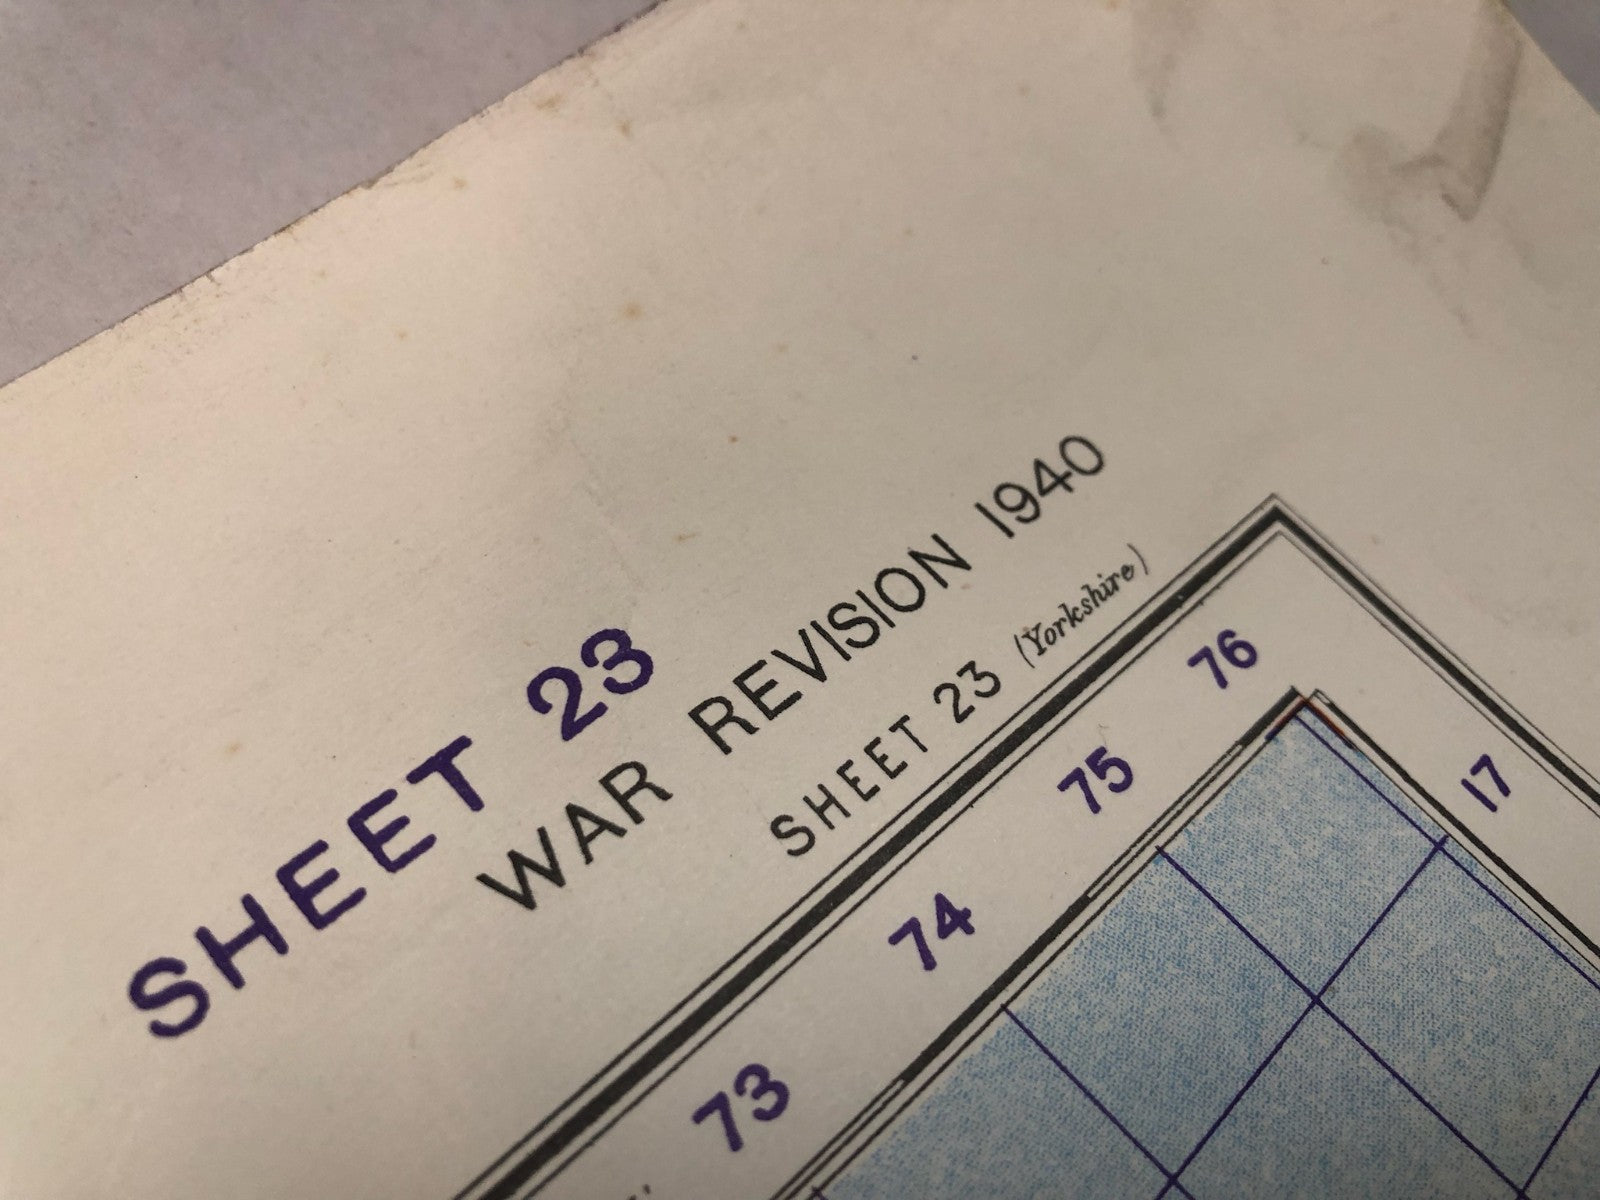 SHEET 23
WAR REVISION 1940
SHEET 23 (Yorkshire)
73
74
75
76
17